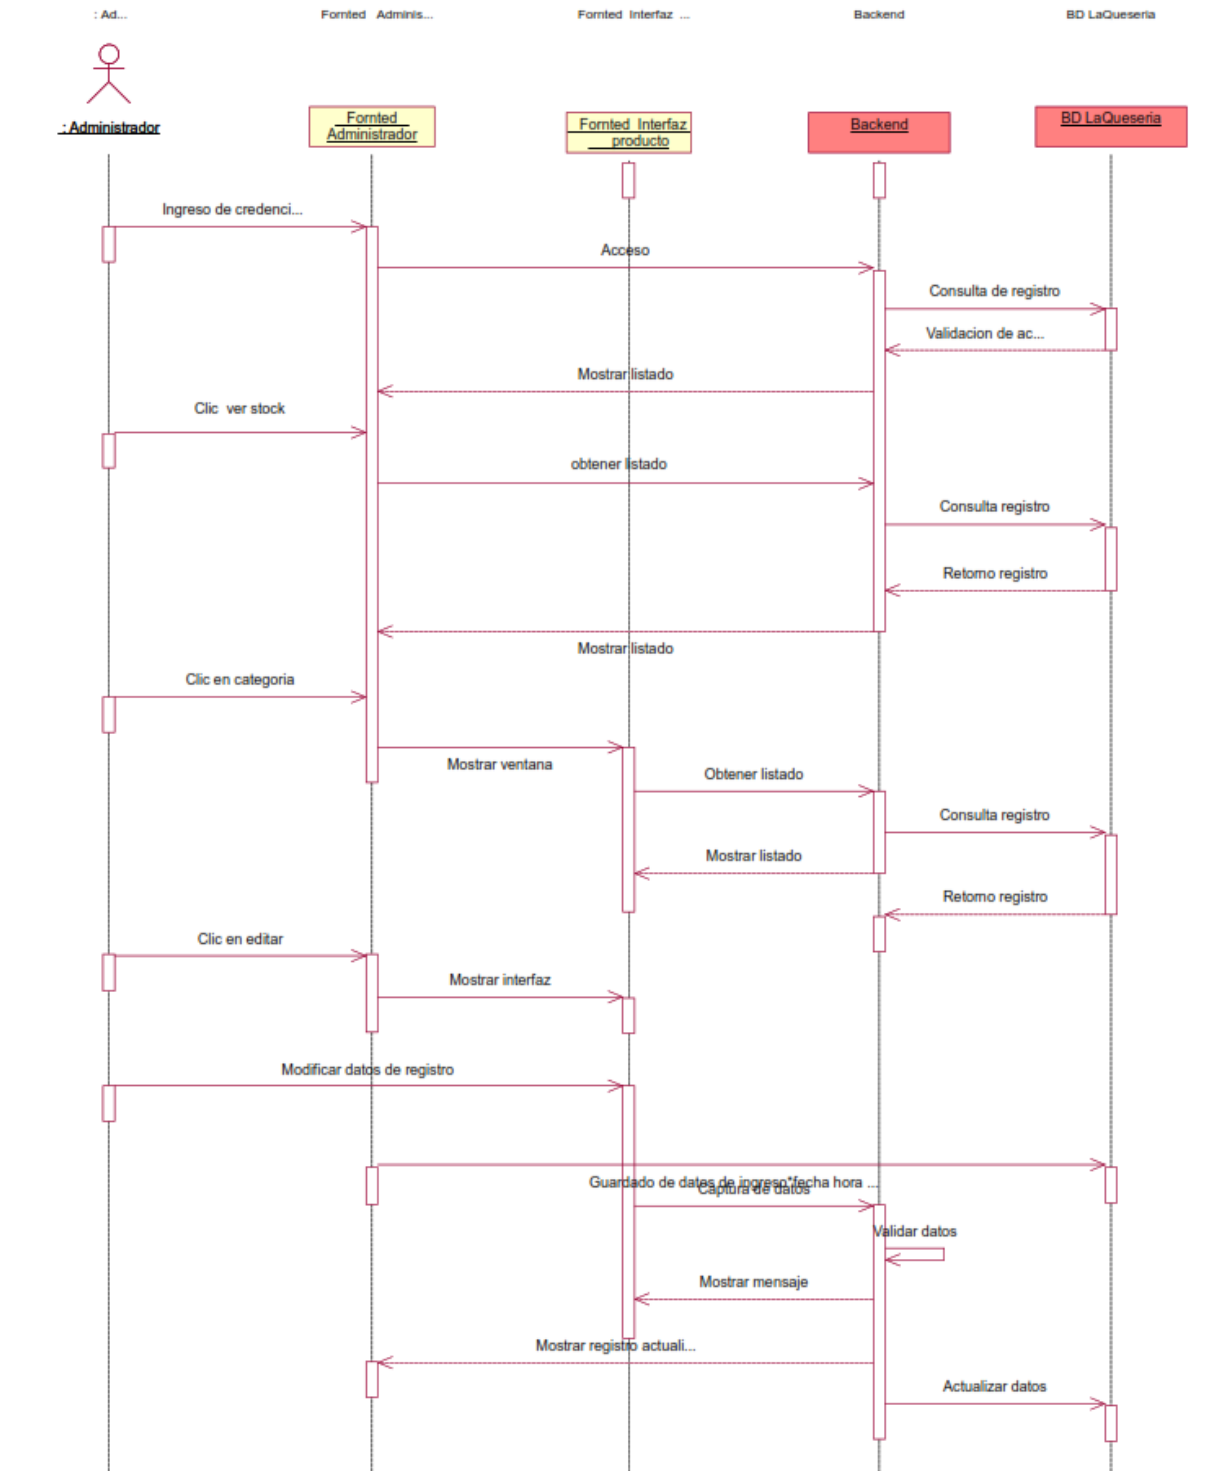 : Ad...
Fornted Adminis...
Fornted Interfaz ...
Backend
BD LaQueseria
: Administrador
Fornted
Administrador
Fornted Interfaz
producto
Backend
BD LaQueseria
Ingreso de credenci...
Acceso
Consulta de registro
Validacion de ac...
Mostrar listado
Clic ver stock
obtener listado
Consulta registro
Retorno registro
Mostrar listado
Clic en categoria
Mostrar ventana
Obtener listado
Consulta registro
Mostrar listado
Retorno registro
Clic en editar
Mostrar interfaz
Modificar datos de registro
Guardado de datos de ingreso*fecha hora ...
Captura de datos
Validar datos
Mostrar mensaje
Mostrar registro actuali...
Actualizar datos